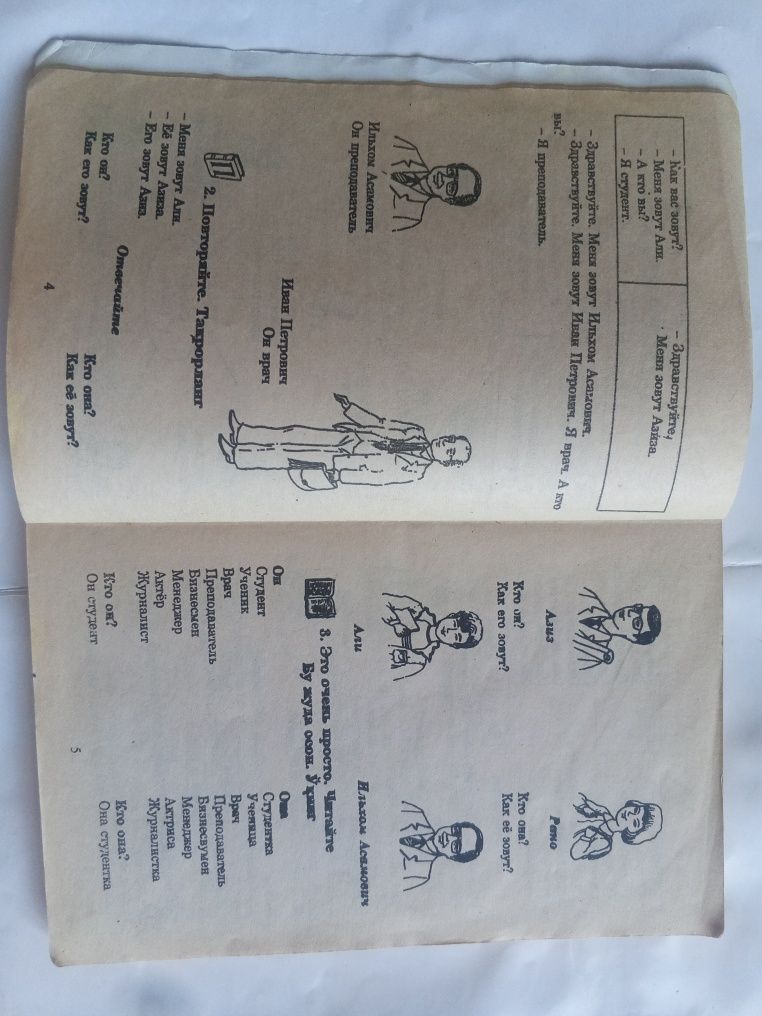 – Как вас зовут?
– Меня зовут Али.
– А кто вы?
– Я студент.
– Здравствуйте,
Меня зовут Азиза.
– Здравствуйте. Меня зовут Ильхом Асамович.
– Здравствуйте. Меня зовут Иван Петрович. Я врач. А кто
вы?
– Я преподаватель.
Ильхом Асамович
Он преподаватель
Иван Петрович
Он врач
2. Повторяйте. Такрорланг
– Меня зовут Али.
– Её зовут Азиза.
– Его зовут Азиз.
Отвечайте
Кто он?
Как его зовут?
Кто она?
Как её зовут?
4
Азиз
Кто он?
Как его зовут?
Рано
Кто она?
Как её зовут?
Али
Ильхом Асамович
3. Это очень просто. Читайте
Бу жуда осон. Ўқинг
Он
Студент
Ученик
Врач
Преподаватель
Бизнесмен
Менеджер
Актёр
Журналист
Кто он?
Он студент
Она
Студентка
Ученица
Врач
Преподаватель
Бизнесвумен
Менеджер
Актриса
Журналистка
Кто она?
Она студентка
5